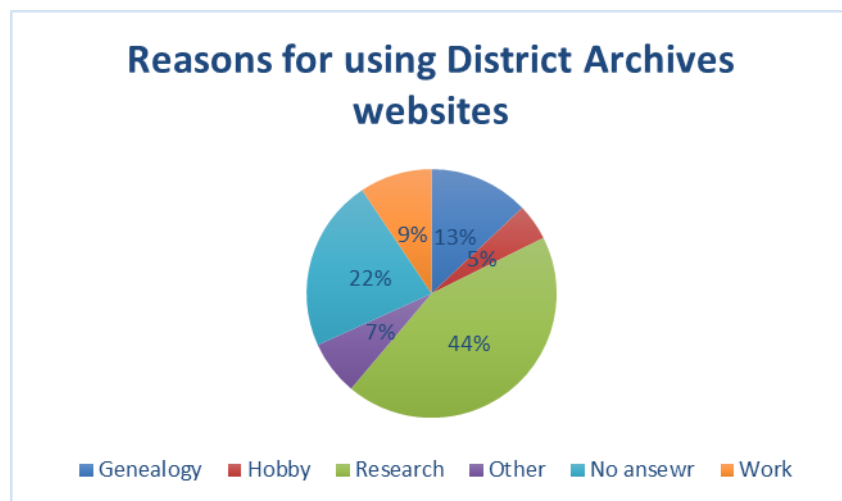 Reasons for using District Archives
websites
9%
13%
5%
22%
7%
44%
Genealogy Hobby Research Other No ansewr Work